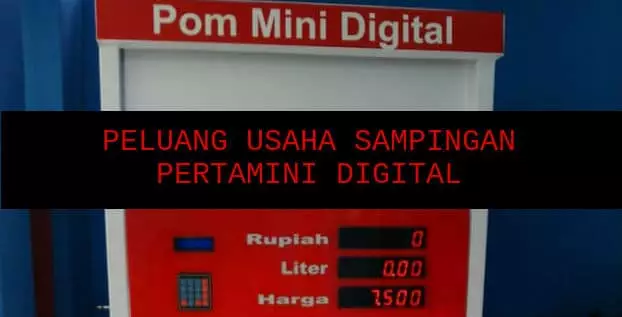 Pom Mini Digital
PELUANG USAHA SAMPINGAN
PERTAMINI DIGITAL
Rupiah 0
Liter 0.00
Harga 7500